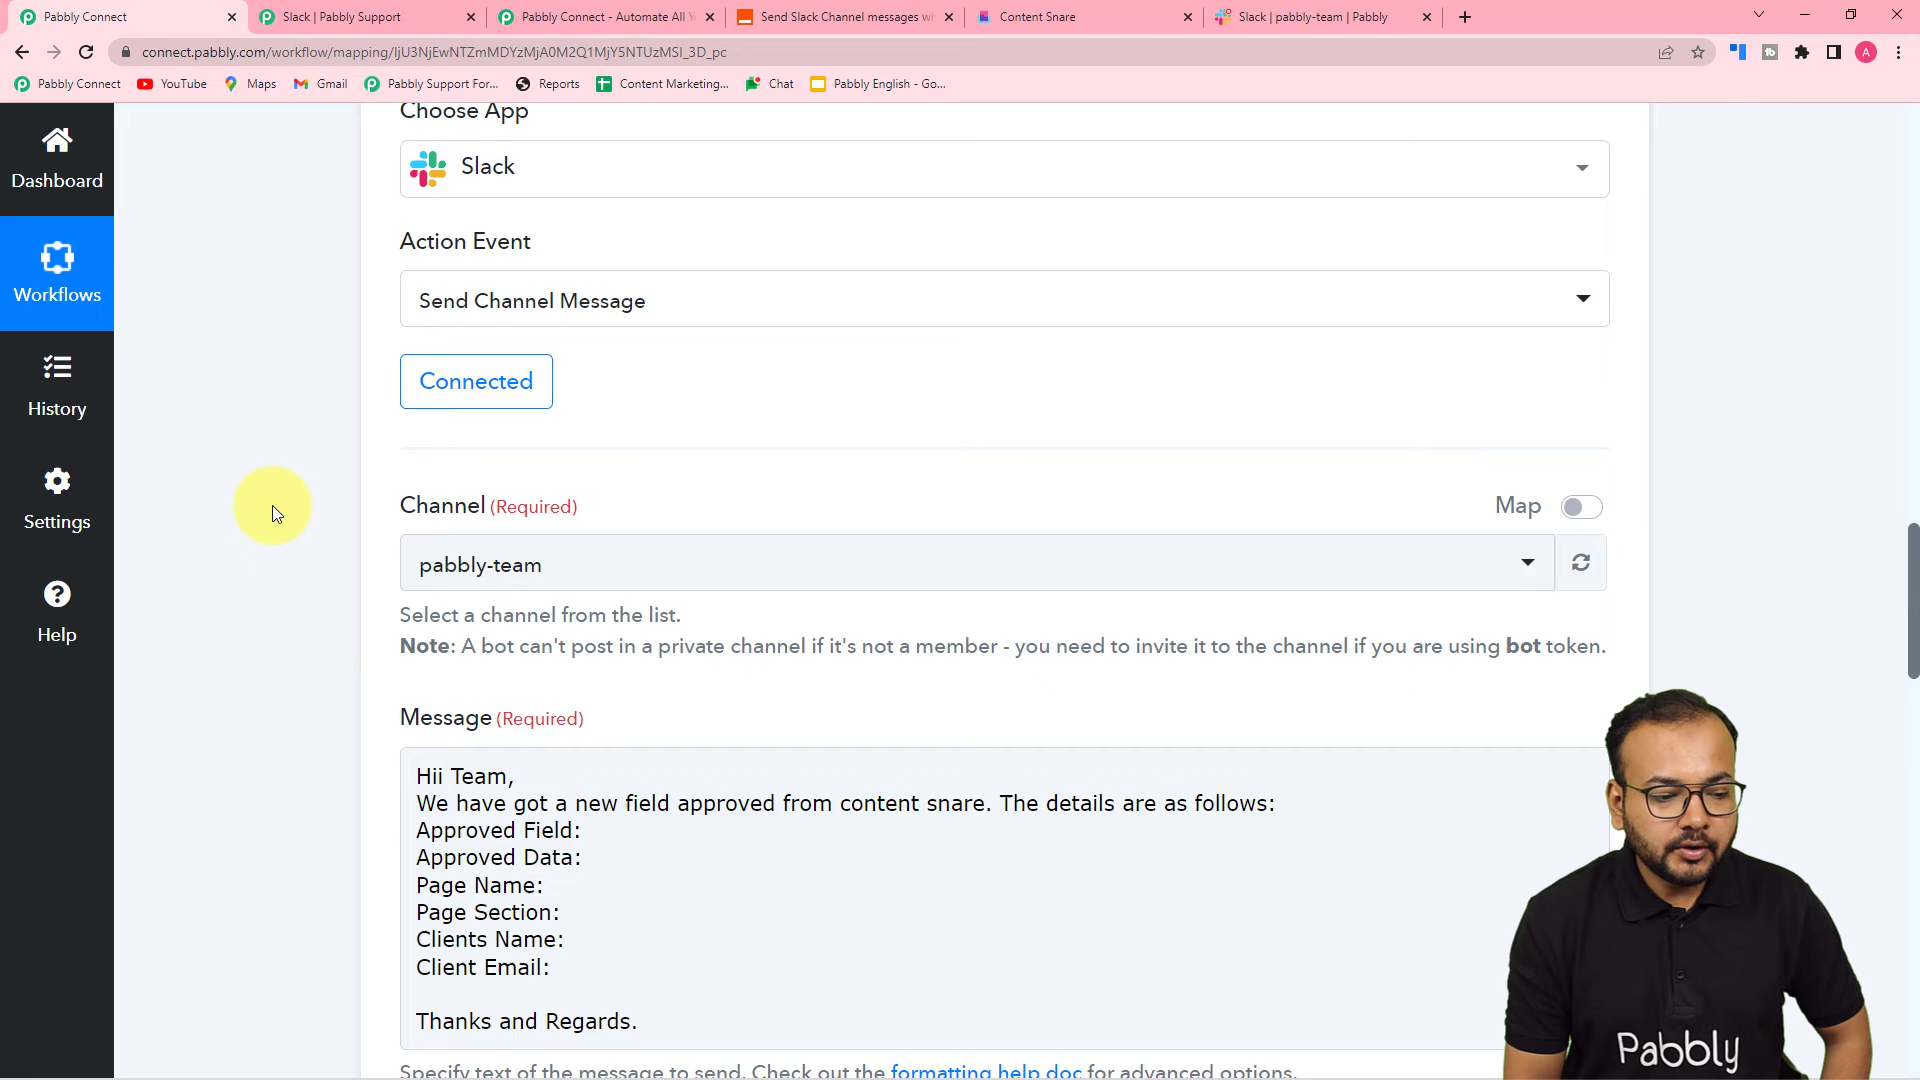 Pabbly Connect
Slack | Pabbly Support
Pabbly Connect - Automate All Y
Send Slack Channel messages wh
Content Snare
Slack | pabbly-team | Pabbly
connect.pabbly.com/workflow/mapping/IjU3NjEwNTZmMDYzMjA0M2Q1MjY5NTUzMSI_3D_pc
A
Pabbly Connect
YouTube
Maps
Gmail
Pabbly Support For...
Reports
Content Marketing...
Chat
Pabbly English - Go...
Dashboard
Workflows
History
Settings
Help
Choose App
Slack
Action Event
Send Channel Message
Connected
Channel (Required)
Map
pabbly-team
Select a channel from the list.
Note: A bot can't post in a private channel if it's not a member - you need to invite it to the channel if you are using bot token.
Message (Required)
Hii Team,
We have got a new field approved from content snare. The details are as follows:
Approved Field:
Approved Data:
Page Name:
Page Section:
Clients Name:
Client Email:
Thanks and Regards.
Specify text of the message to send. Check out the formatting help doc for advanced options.
Pabbly